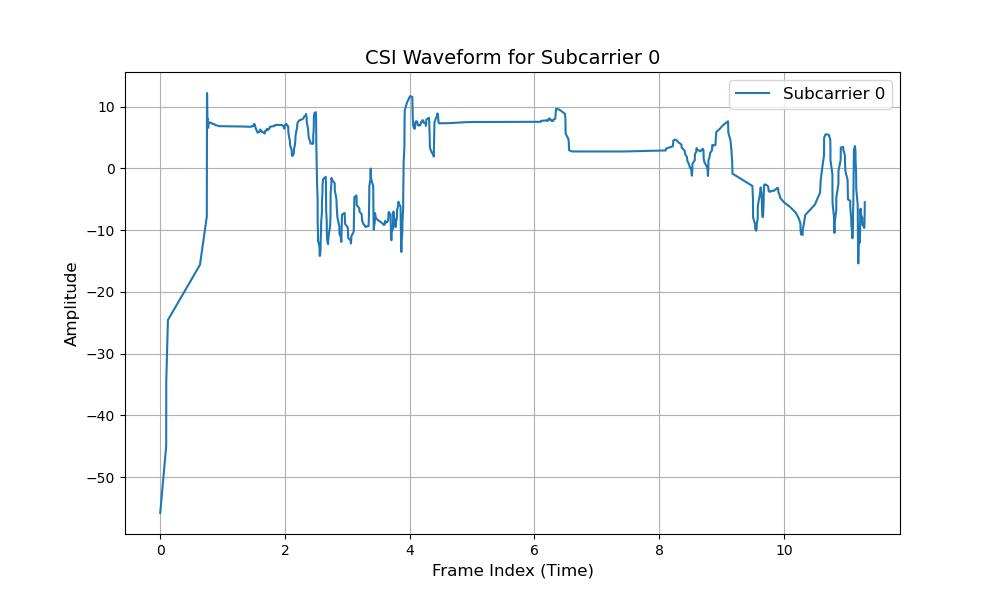 CSI Waveform for Subcarrier 0
Subcarrier 0
Amplitude
10
0
−10
−20
−30
−40
−50
0 2 4 6 8 10
Frame Index (Time)